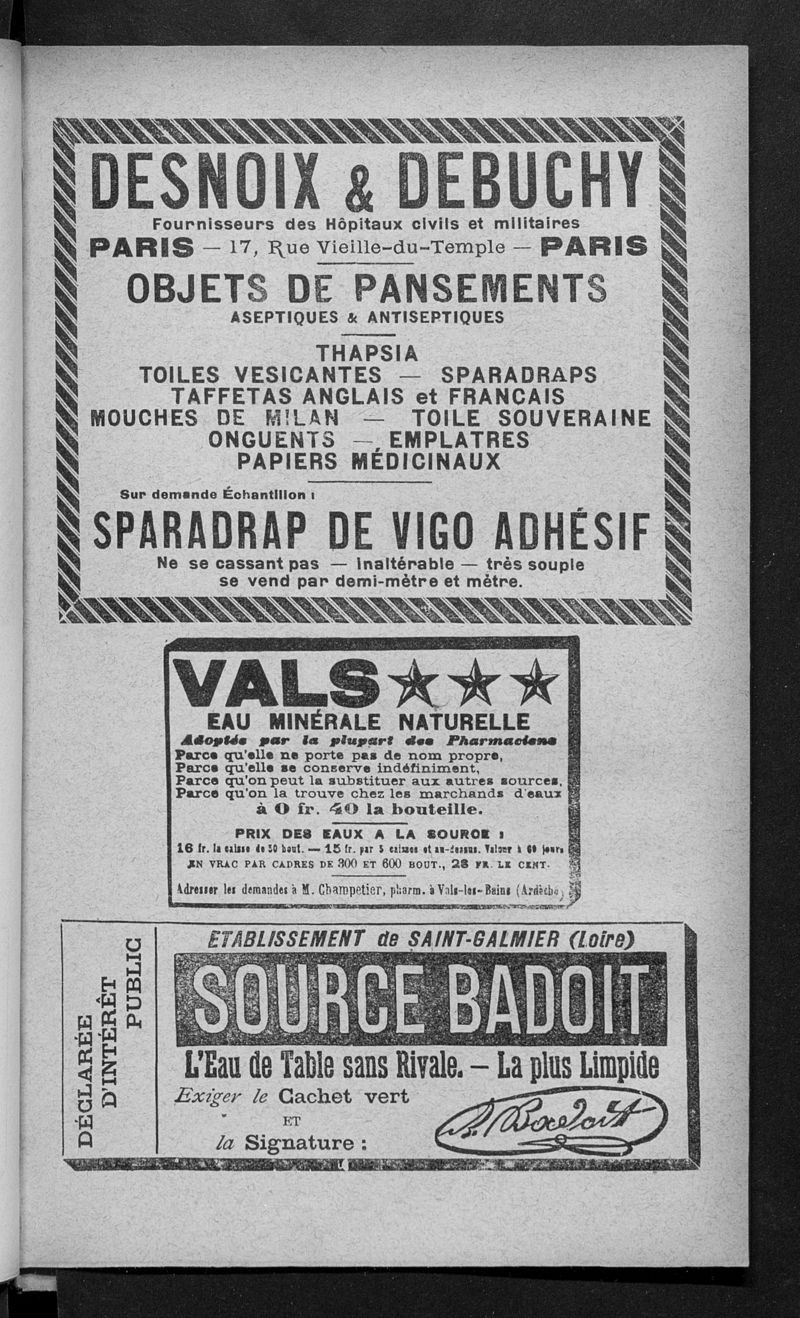 DESNOIX & DEBUCHY
Fournisseurs des Hôpitaux civils et militaires
PARIS — 17, Rue Vieille-du-Temple — PARIS
OBJETS DE PANSEMENTS
ASEPTIQUES & ANTISEPTIQUES
THAPSIA
TOILES VESICANTES — SPARADRAPS
TAFFETAS ANGLAIS et FRANCAIS
MOUCHES DE MILAN — TOILE SOUVERAINE
ONGUENTS — EMPLATRES
PAPIERS MÉDICINAUX
Sur demande Échantillon :
SPARADRAP DE VIGO ADHÉSIF
Ne se cassant pas — Inaltérable — très souple
se vend par demi-mètre et mètre.
VALS
EAU MINÉRALE NATURELLE
Adoptée par la plupart des Pharmaciens
Parce qu'elle ne porte pas de nom propre,
Parce qu'elle se conserve indéfiniment,
Parce qu'on peut la substituer aux autres sources,
Parce qu'on la trouve chez les marchands d'eaux
à 0 fr. 40 la bouteille.
PRIX DES EAUX A LA SOURCE :
16 fr. la caisse de 50 bout. — 15 fr. par 5 caisses et au-dessus. Valeur à 60 jours
EN VRAC PAR CADRES DE 300 ET 600 BOUT., 28 FR. LE CENT.
Adresser les demandes à M. Champetier, pharm. à Vals-les-Bains (Ardèche)
DÉCLARÉE
D'INTÉRÊT
PUBLIC
ETABLISSEMENT de SAINT-GALMIER (Loire)
SOURCE BADOIT
L'Eau de Table sans Rivale. — La plus Limpide
Exiger le Cachet vert
ET
la Signature :
Badoit